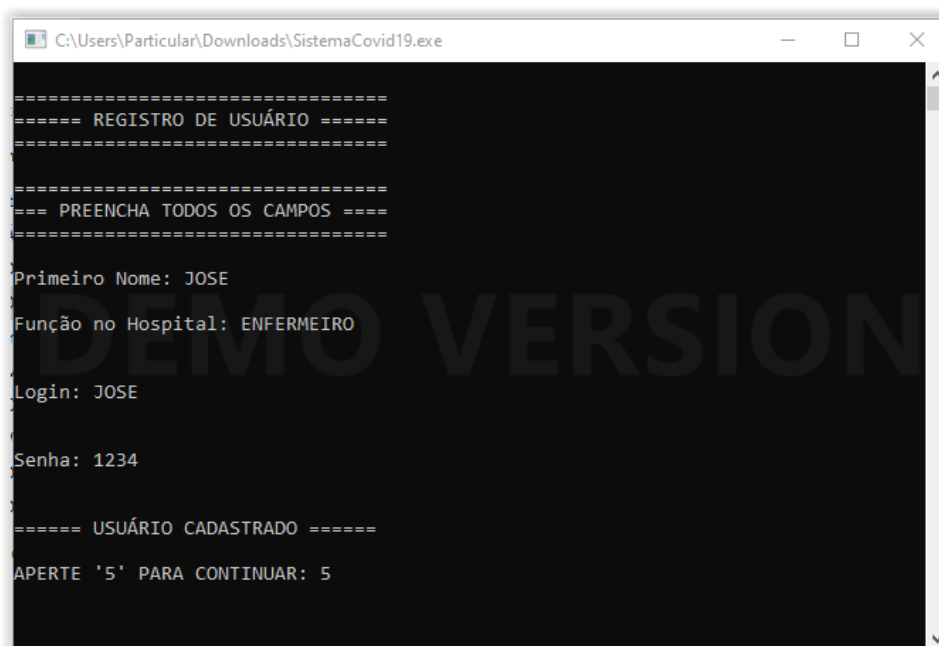 C:\Users\Particular\Downloads\SistemaCovid19.exe
=================================
====== REGISTRO DE USUÁRIO ======
=================================
=================================
=== PREENCHA TODOS OS CAMPOS ====
=================================
Primeiro Nome: JOSE
Função no Hospital: ENFERMEIRO
DEMO VERSION
Login: JOSE
Senha: 1234
====== USUÁRIO CADASTRADO ======
APERTE '5' PARA CONTINUAR: 5